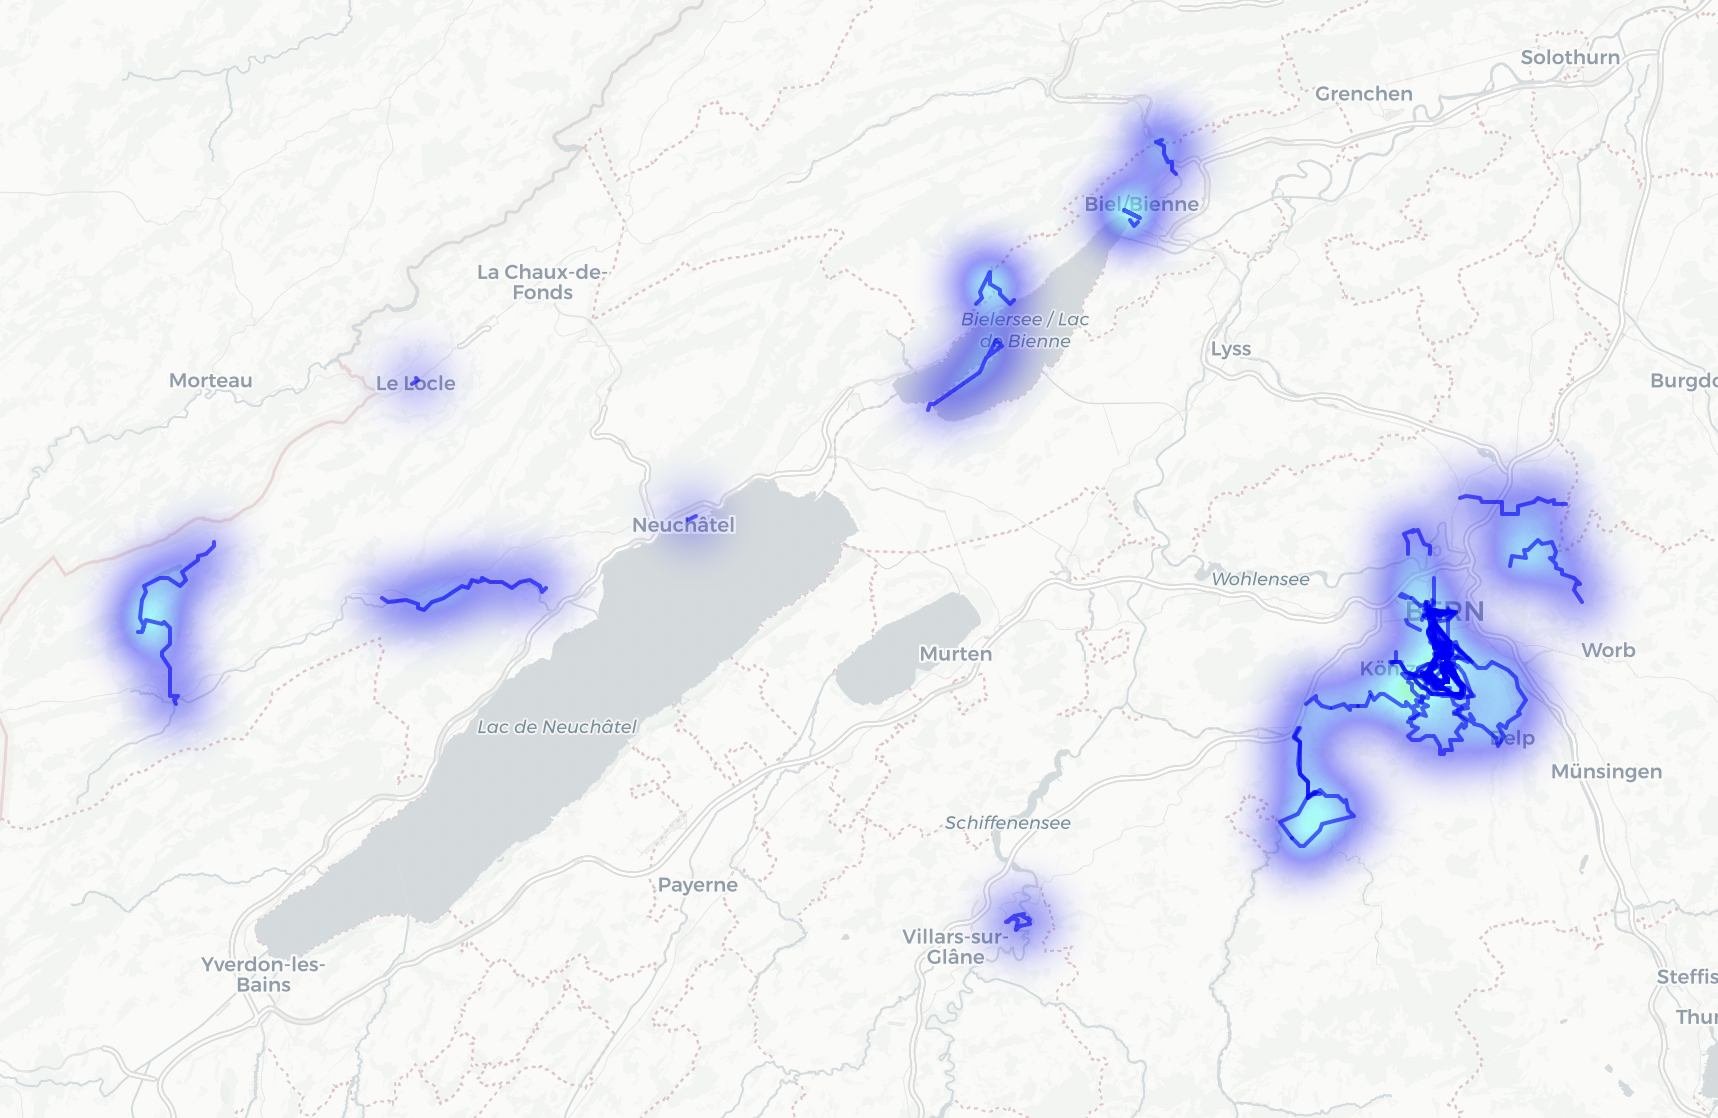 Solothurn
Grenchen
Biel/Bienne
La Chaux-de-
Fonds
Bielersee / Lac
de Bienne
Lyss
Morteau
Le Locle
Burgdo
Neuchâtel
Wohlensee
BERN
Worb
Murten
Kön
Lac de Neuchâtel
Belp
Münsingen
Schiffenensee
Payerne
Villars-sur-
Glâne
Yverdon-les-
Bains
Steffis
Thun